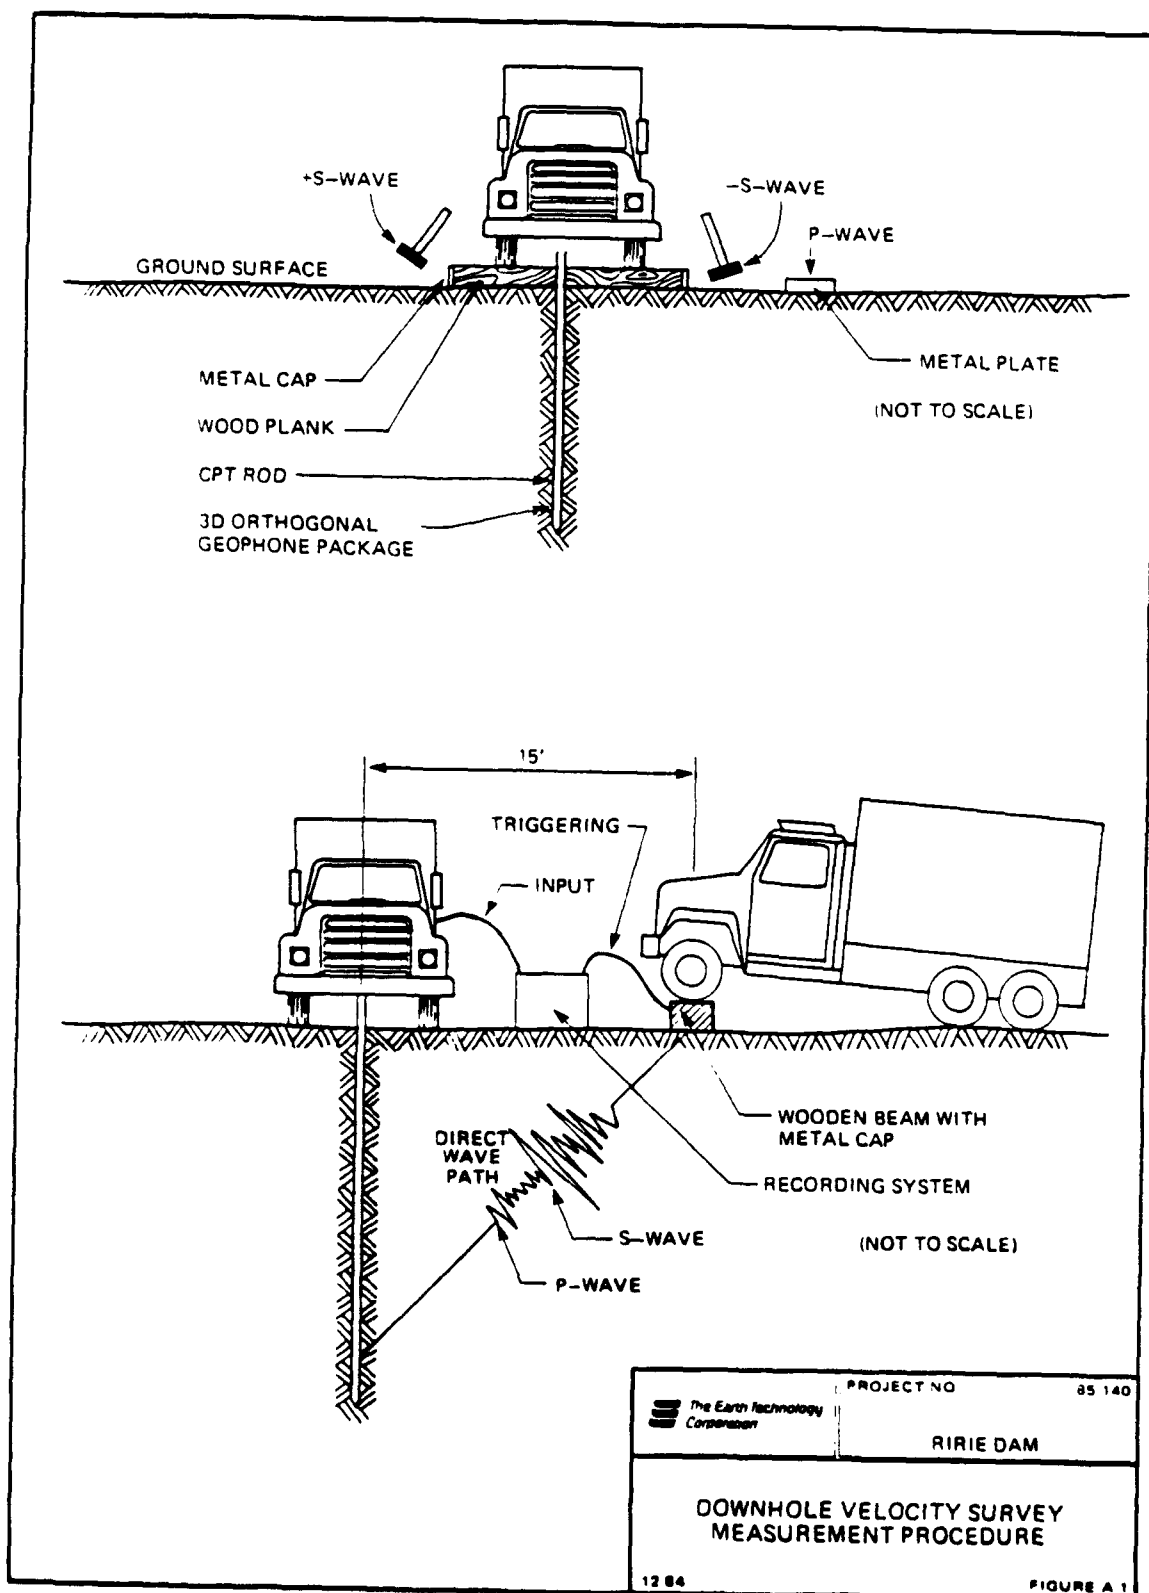 +S-WAVE
-S-WAVE
P-WAVE
GROUND SURFACE
METAL CAP
METAL PLATE
(NOT TO SCALE)
WOOD PLANK
CPT ROD
3D ORTHOGONAL
GEOPHONE PACKAGE
15'
TRIGGERING
INPUT
WOODEN BEAM WITH
METAL CAP
DIRECT
WAVE
PATH
RECORDING SYSTEM
S-WAVE
(NOT TO SCALE)
P-WAVE
The Earth Technology
Corporation
PROJECT NO 85 140
RIRIE DAM
DOWNHOLE VELOCITY SURVEY
MEASUREMENT PROCEDURE
12 84
FIGURE A 1